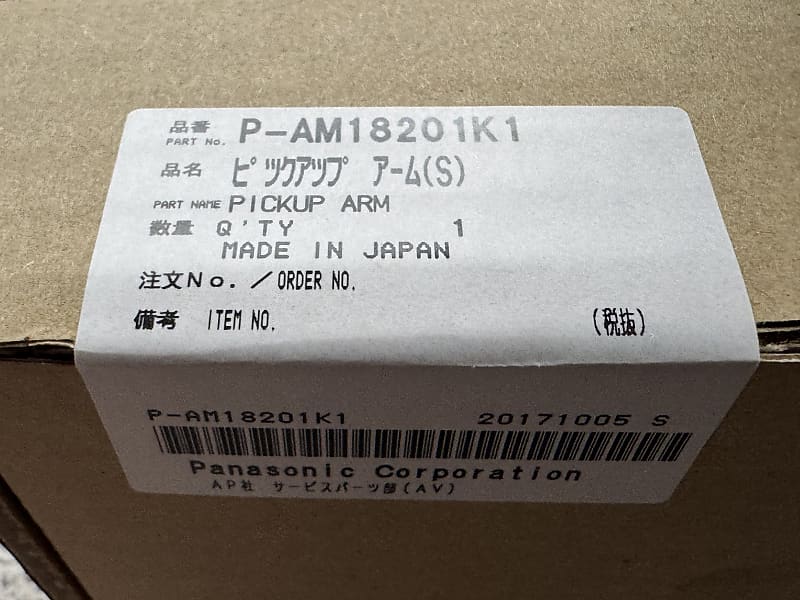 品番 P-AM18201K1
PART No.
品名 ピックアップ アーム(S)
PART NAME PICKUP ARM
数量 Q'TY 1
MADE IN JAPAN
注文No./ORDER NO.
備考 ITEM NO. (税抜)
P-AM18201K1 20171005 S
Panasonic Corporation
AP社 サービスパーツ部(AV)